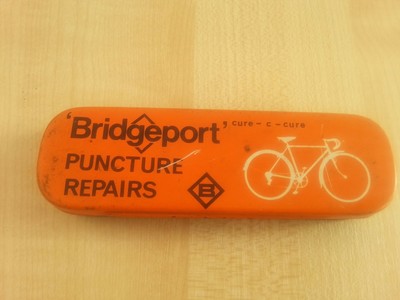 'Bridgeport' cure - c - cure
PUNCTURE
REPAIRS B